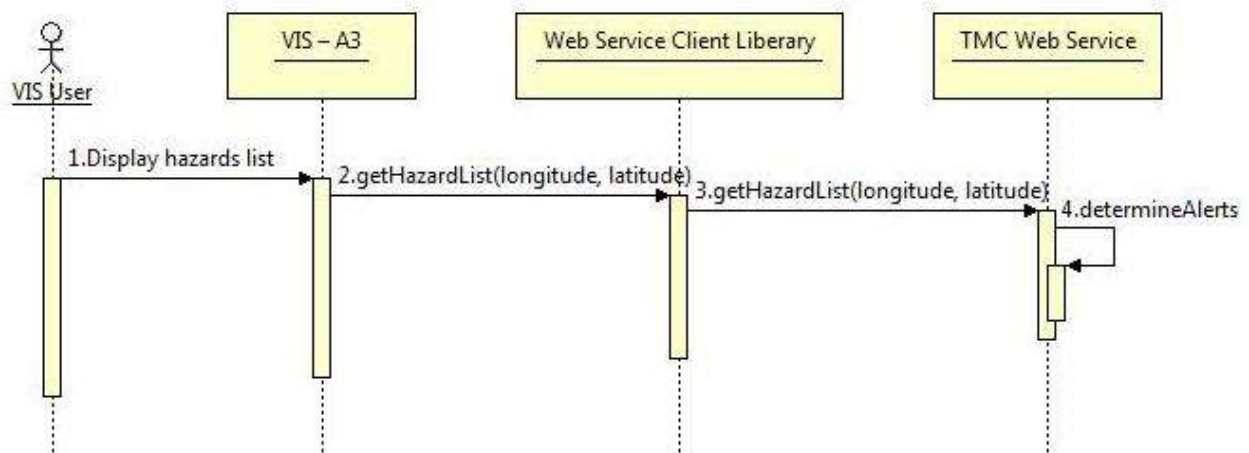 VIS – A3
Web Service Client Liberary
TMC Web Service
VIS User
1.Display hazards list
2.getHazardList(longitude, latitude)
3.getHazardList(longitude, latitude)
4.determineAlerts